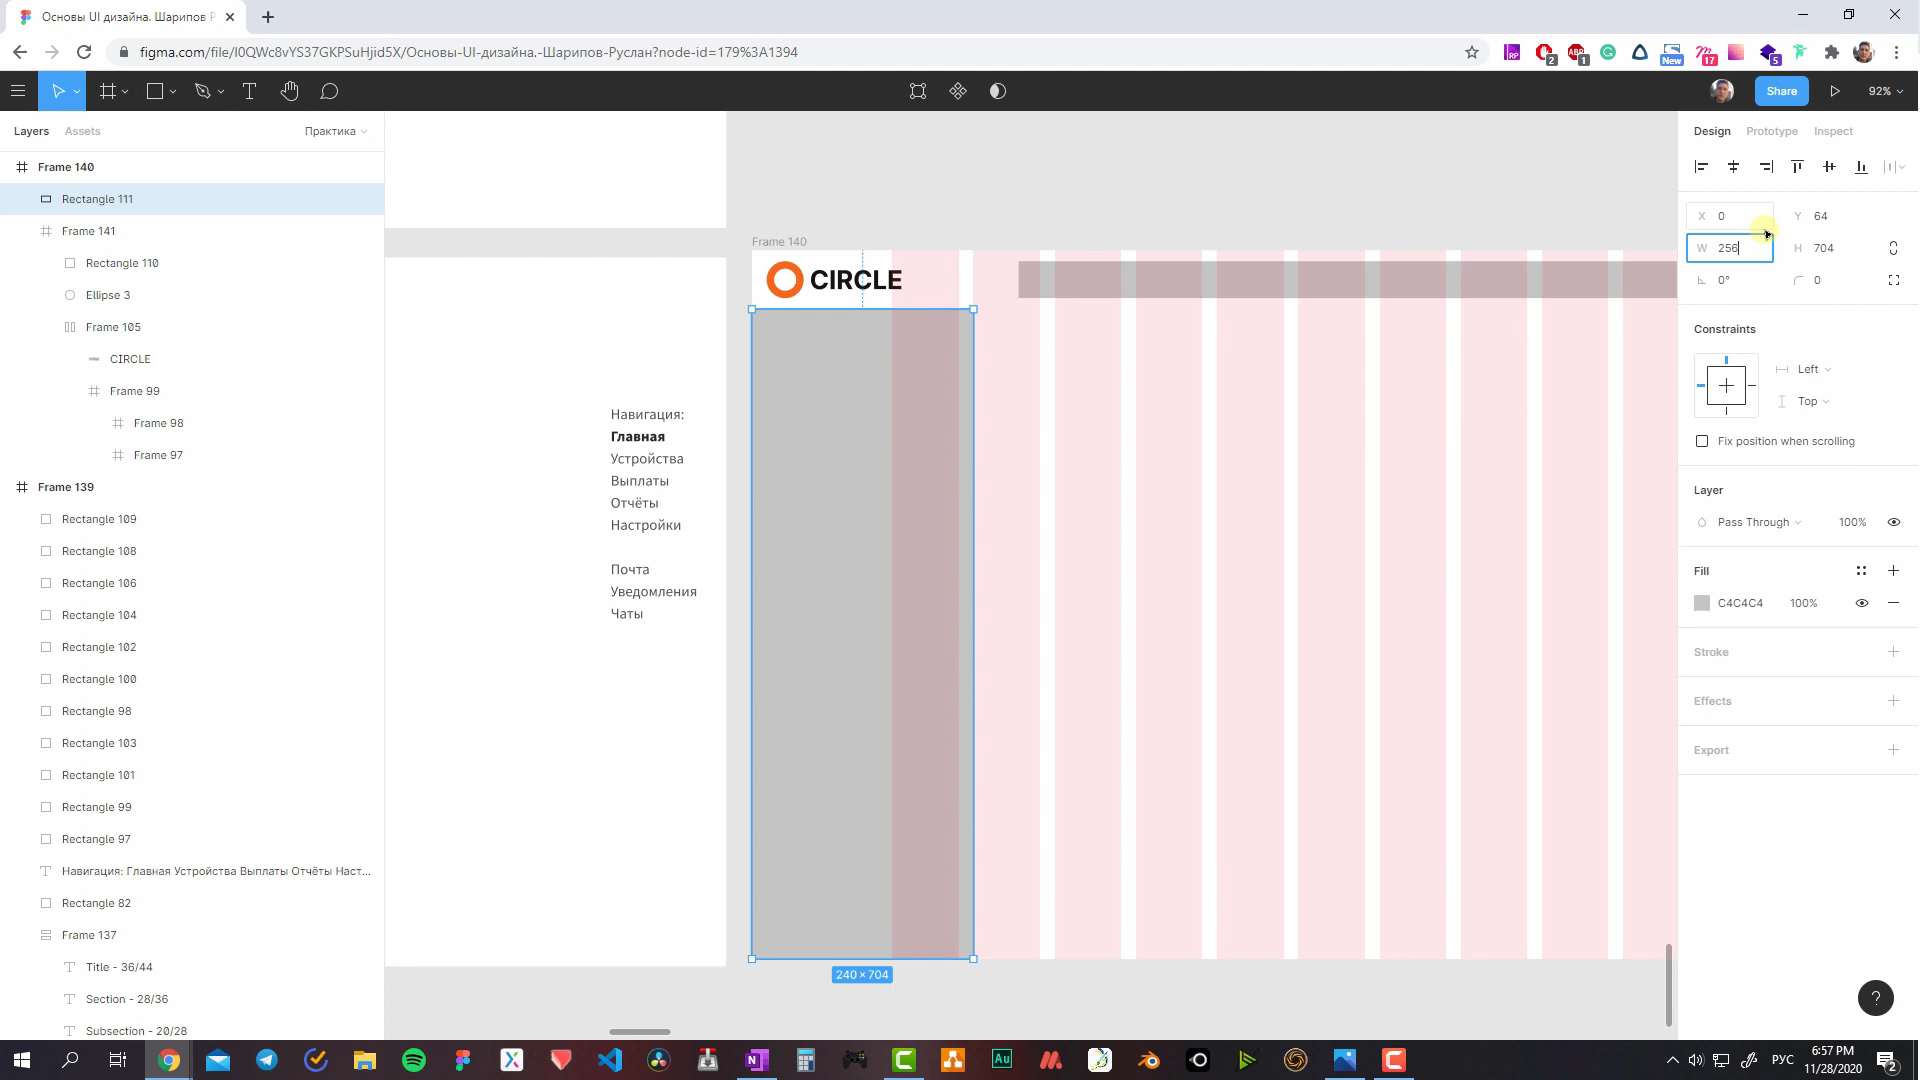 Основы UI дизайна. Шарипов Р
figma.com/file/I0QWc8vYS37GKPSuHjid5X/Основы-UI-дизайна.-Шарипов-Руслан?node-id=179%3A1394
2
1
New
17
5
Share
92%
Layers
Assets
Практика
Design
Prototype
Inspect
Frame 140
Rectangle 111
Frame 141
Rectangle 110
Ellipse 3
Frame 105
CIRCLE
Frame 99
Frame 98
Frame 97
Frame 139
Rectangle 109
Rectangle 108
Rectangle 106
Rectangle 104
Rectangle 102
Rectangle 100
Rectangle 98
Rectangle 103
Rectangle 101
Rectangle 99
Rectangle 97
Навигация: Главная Устройства Выплаты Отчёты Наст...
Rectangle 82
Frame 137
Title - 36/44
Section - 28/36
Subsection - 20/28
Навигация:
Главная
Устройства
Выплаты
Отчёты
Настройки
Почта
Уведомления
Чаты
Frame 140
CIRCLE
240 × 704
X 0
Y 64
W 256
H 704
0°
0
Constraints
Left
Top
Fix position when scrolling
Layer
Pass Through
100%
Fill
C4C4C4
100%
Stroke
Effects
Export
?
РУС
6:57 PM
11/28/2020
2